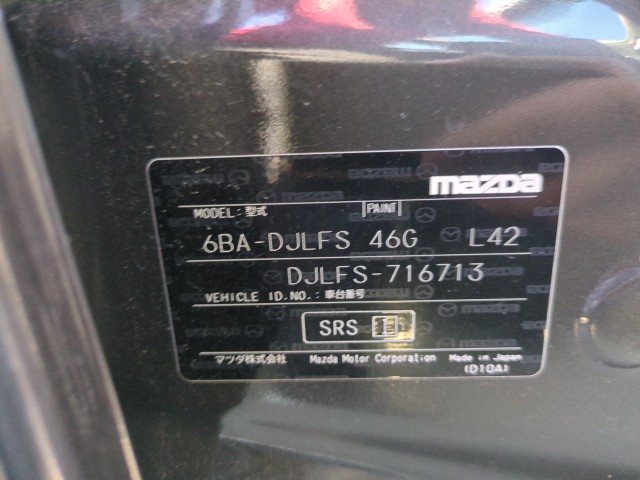 mazda
MODEL: 型式 PAINT
6BA-DJLFS 46G L42
DJLFS-716713
VEHICLE ID.NO.: 車台番号
SRS
マツダ株式会社 Mazda Motor Corporation Made in Japan
(D10A)